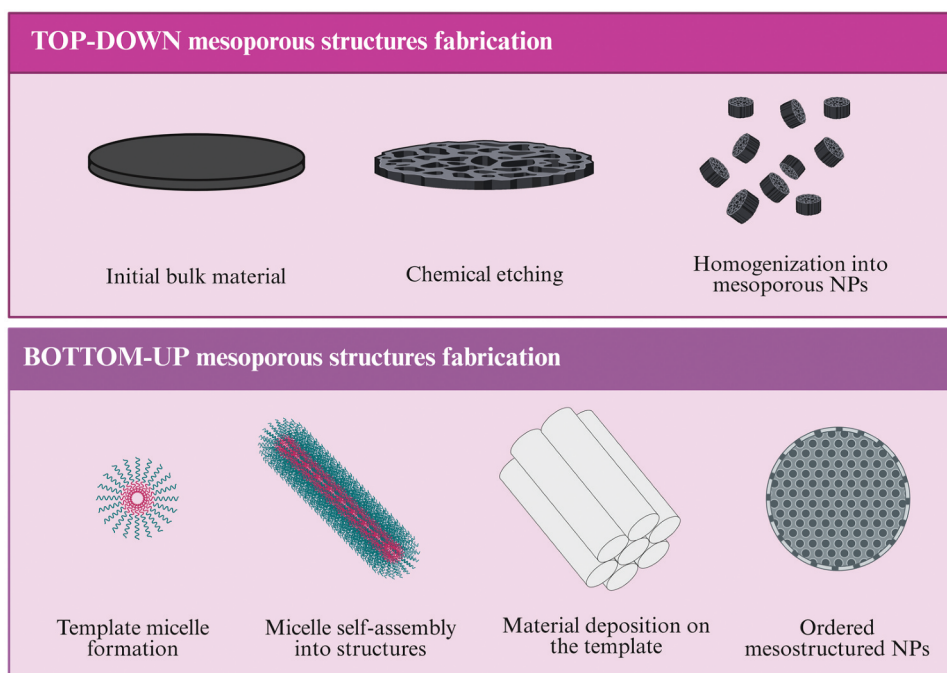 TOP-DOWN mesoporous structures fabrication
Initial bulk material
Chemical etching
Homogenization into
mesoporous NPs
BOTTOM-UP mesoporous structures fabrication
Template micelle
formation
Micelle self-assembly
into structures
Material deposition on
the template
Ordered
mesostructured NPs